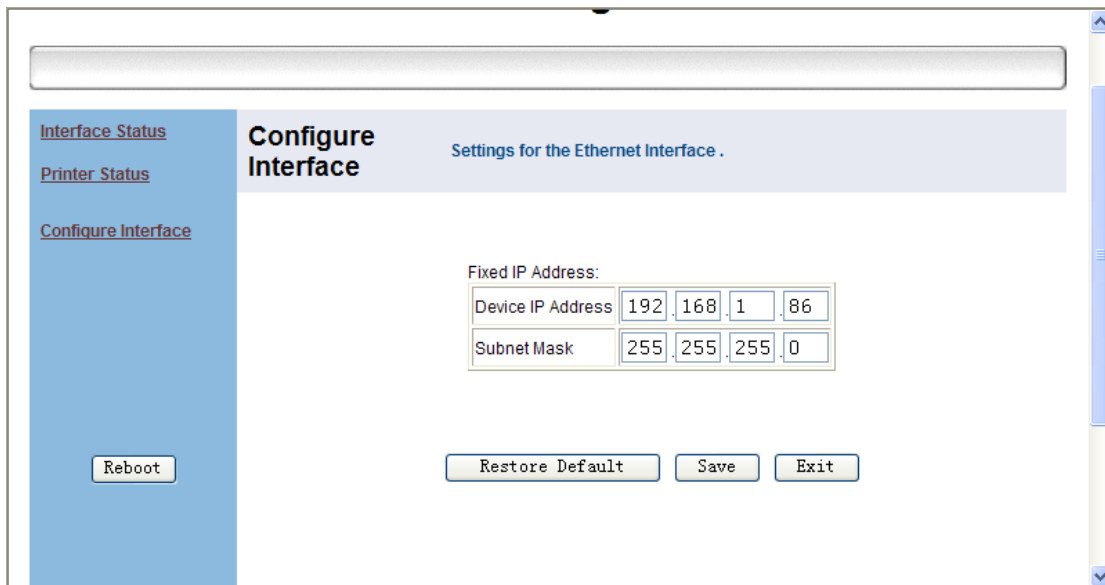 Interface Status
Printer Status
Configure Interface
Reboot
Configure
Interface
Settings for the Ethernet Interface .
Fixed IP Address:
Device IP Address 192 . 168 . 1 . 86
Subnet Mask 255 . 255 . 255 . 0
Restore Default Save Exit